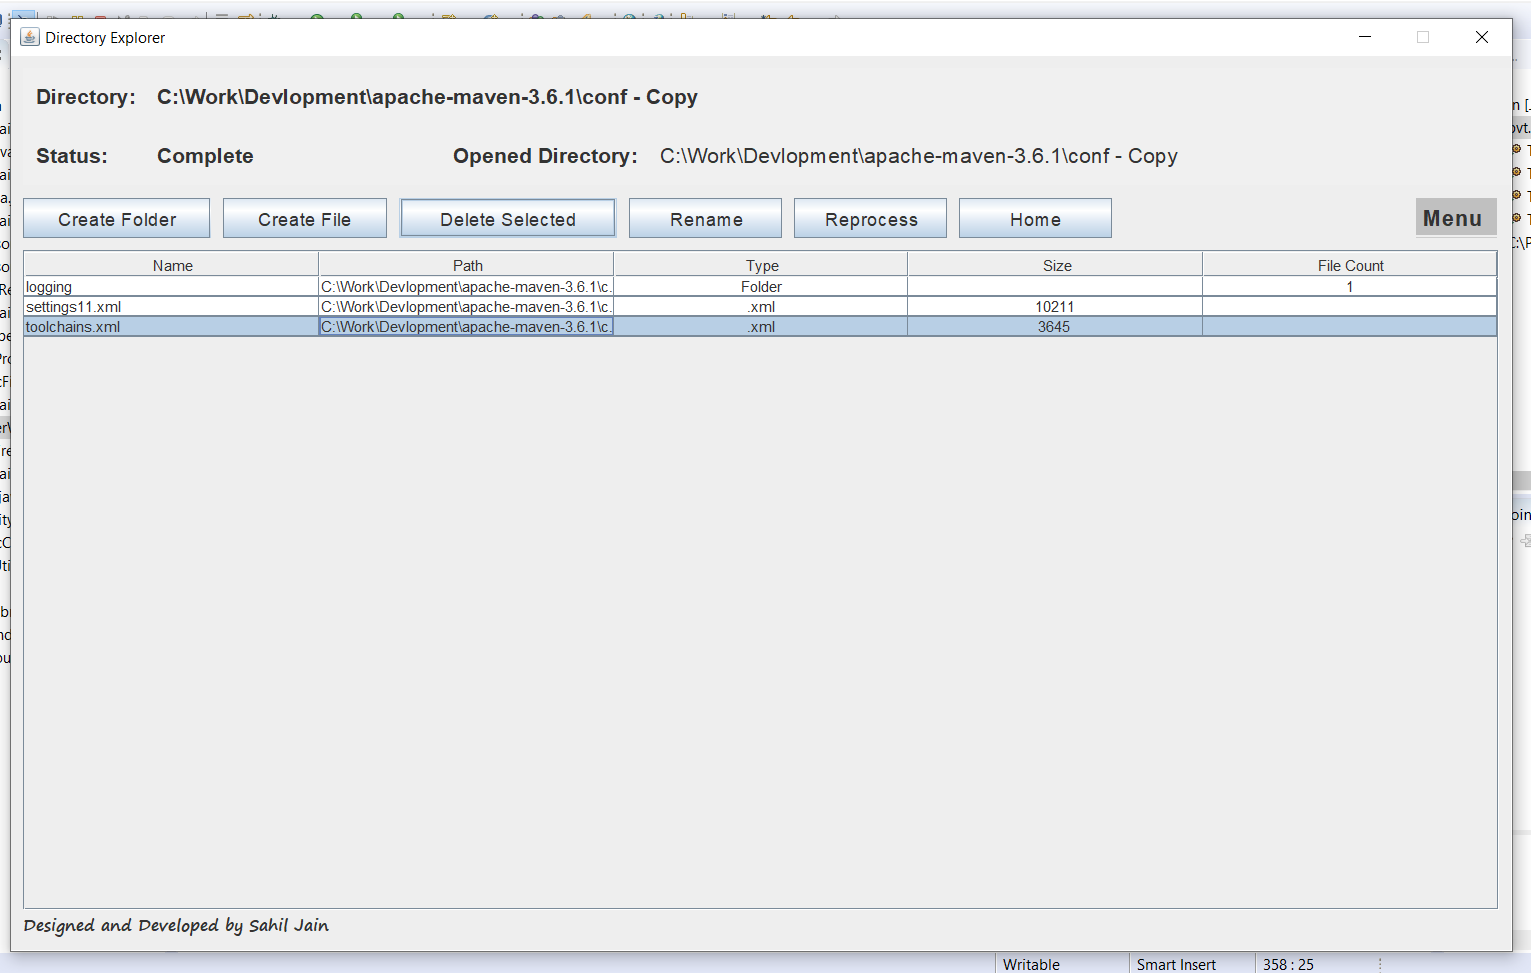 Directory Explorer
Directory: C:\Work\Devlopment\apache-maven-3.6.1\conf - Copy
Status: Complete Opened Directory: C:\Work\Devlopment\apache-maven-3.6.1\conf - Copy
Create Folder Create File Delete Selected Rename Reprocess Home Menu
Name Path Type Size File Count
logging C:\Work\Devlopment\apache-maven-3.6.1\c. Folder 1
settings11.xml C:\Work\Devlopment\apache-maven-3.6.1\c. .xml 10211
toolchains.xml C:\Work\Devlopment\apache-maven-3.6.1\c. .xml 3645
Designed and Developed by Sahil Jain
Writable Smart Insert 358 : 25